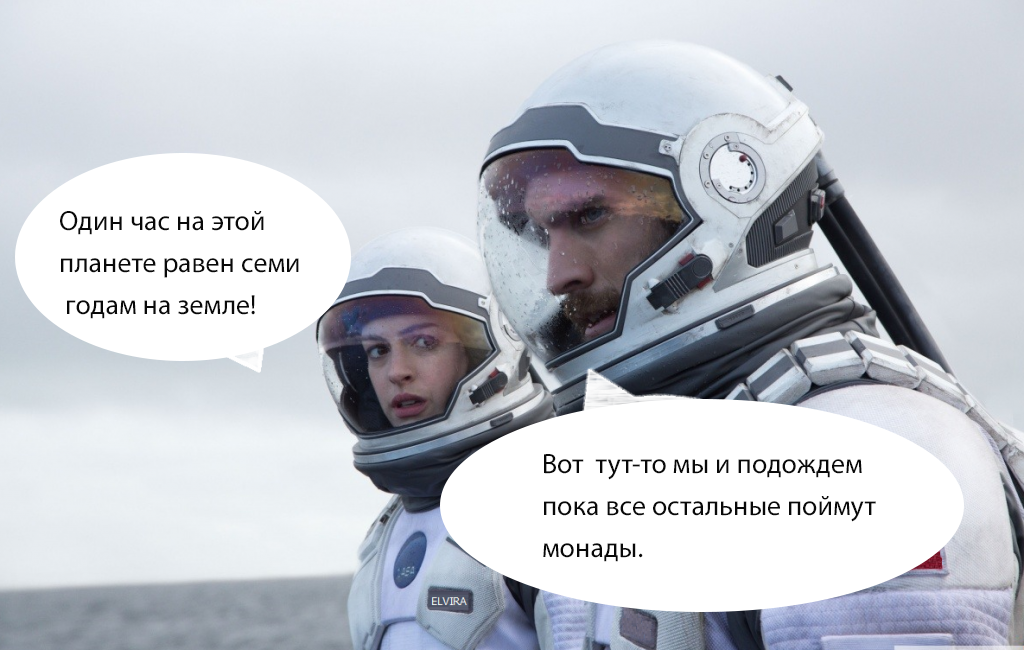 Один час на этой
планете равен семи
годам на земле!
Вот тут-то мы и подождем
пока все остальные поймут
монады.
ELVIRA